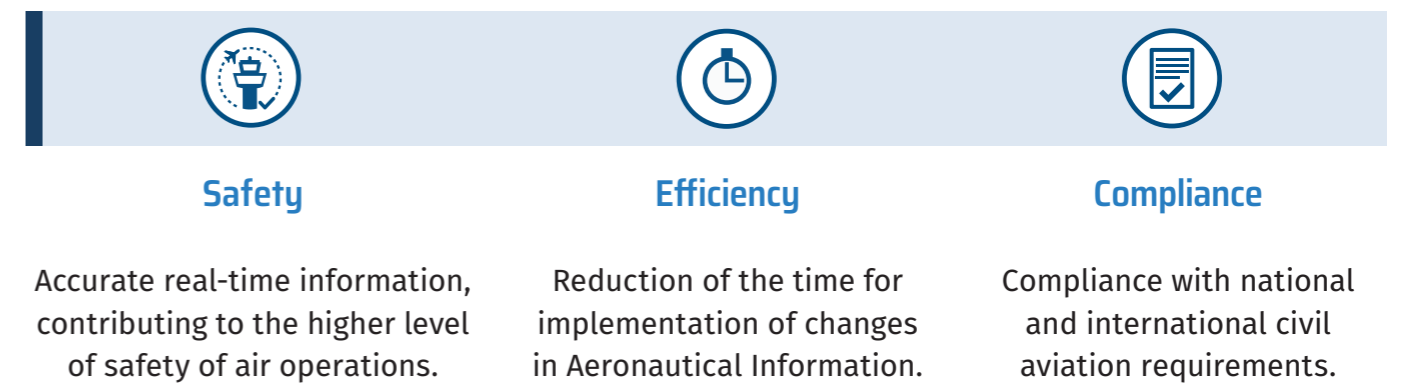 Safety
Accurate real-time information,
contributing to the higher level
of safety of air operations.
Efficiency
Reduction of the time for
implementation of changes
in Aeronautical Information.
Compliance
Compliance with national
and international civil
aviation requirements.